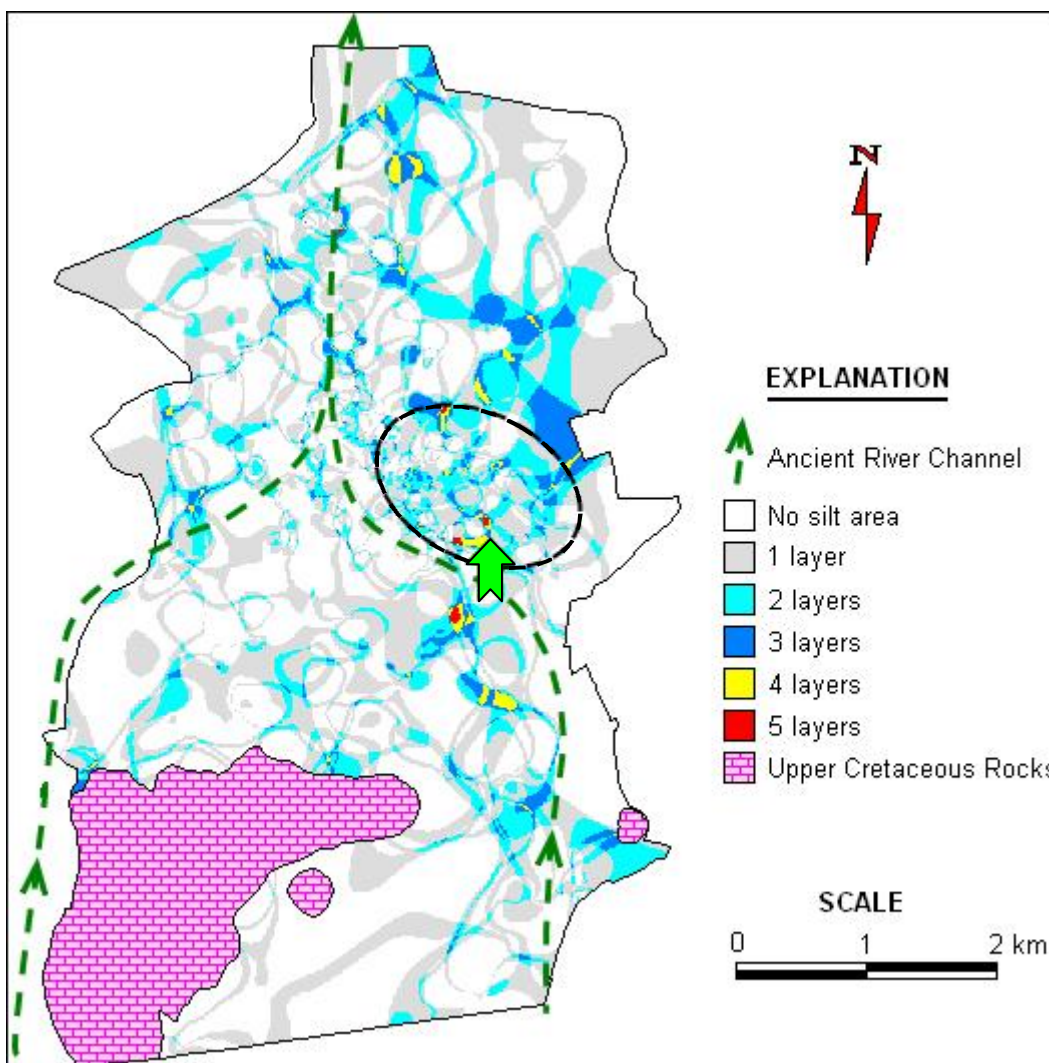 N
EXPLANATION
Ancient River Channel
No silt area
1 layer
2 layers
3 layers
4 layers
5 layers
Upper Cretaceous Rocks
SCALE
0 1 2 km